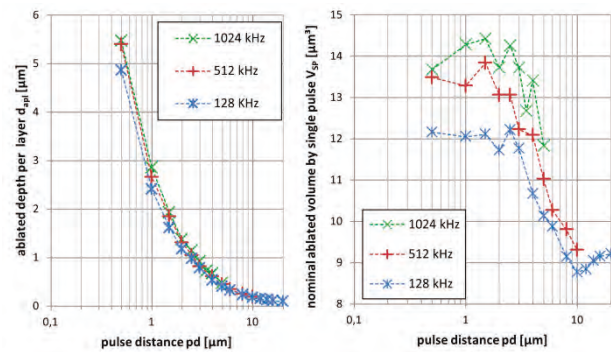 6
5
4
3
2
1
0
0,1
1
10
ablated depth per layer d_apl [µm]
pulse distance pd [µm]
1024 kHz
512 kHz
128 kHz
15
14
13
12
11
10
9
8
0,1
1
10
nominal ablated volume by single pulse V_SP [µm³]
pulse distance pd [µm]
1024 kHz
512 kHz
128 kHz